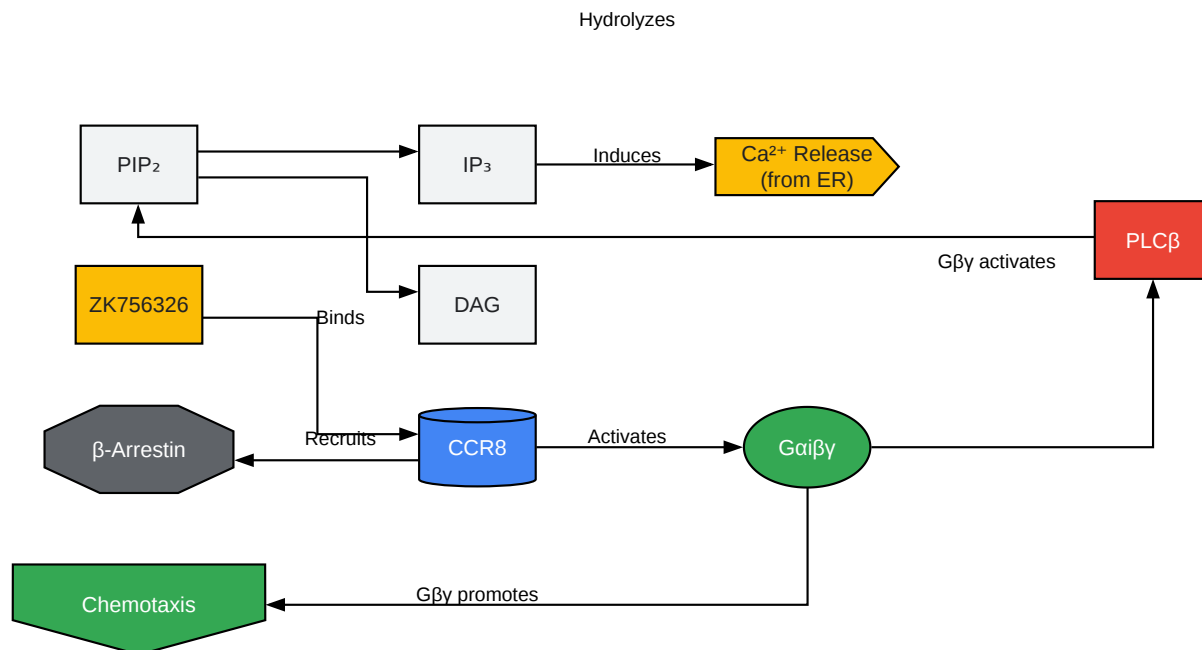 Hydrolyzes
PIP₂
IP₃
Induces
Ca²⁺ Release
(from ER)
PLCβ
Gβγ activates
ZK756326
Binds
DAG
β-Arrestin
Recruits
CCR8
Activates
Gαiβγ
Chemotaxis
Gβγ promotes